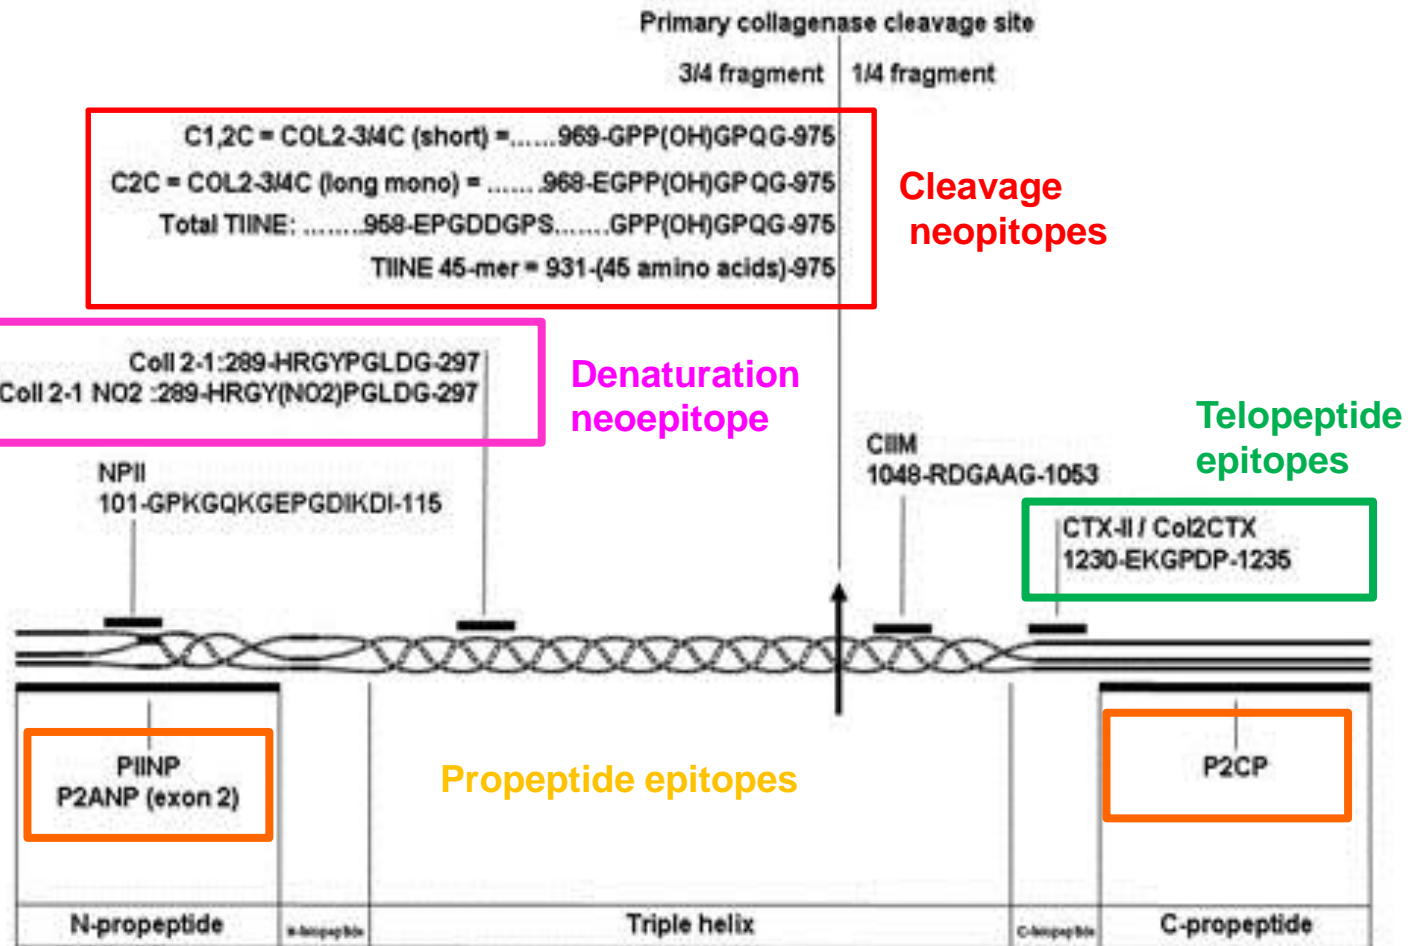 Primary collagenase cleavage site
3/4 fragment 1/4 fragment
C1,2C = COL2-3/4C (short) =......969-GPP(OH)GPQG-975
C2C = COL2-3/4C (long mono) = .......968-EGPP(OH)GPQG-975
Total TIINE: ........958-EPGDDGPS.......GPP(OH)GPQG-975
TIINE 45-mer = 931-(45 amino acids)-975
Cleavage
neopitopes
Coll 2-1:289-HRGYPGLDG-297
Coll 2-1 NO2 :289-HRGY(NO2)PGLDG-297
Denaturation
neoepitope
Telopeptide
epitopes
NPII
101-GPKGQKGEPGDIKDI-115
CIIM
1048-RDGAAG-1053
CTX-II / Col2CTX
1230-EKGPDP-1235
PIINP
P2ANP (exon 2)
Propeptide epitopes
P2CP
N-propeptide
N-telopeptide
Triple helix
C-telopeptide
C-propeptide